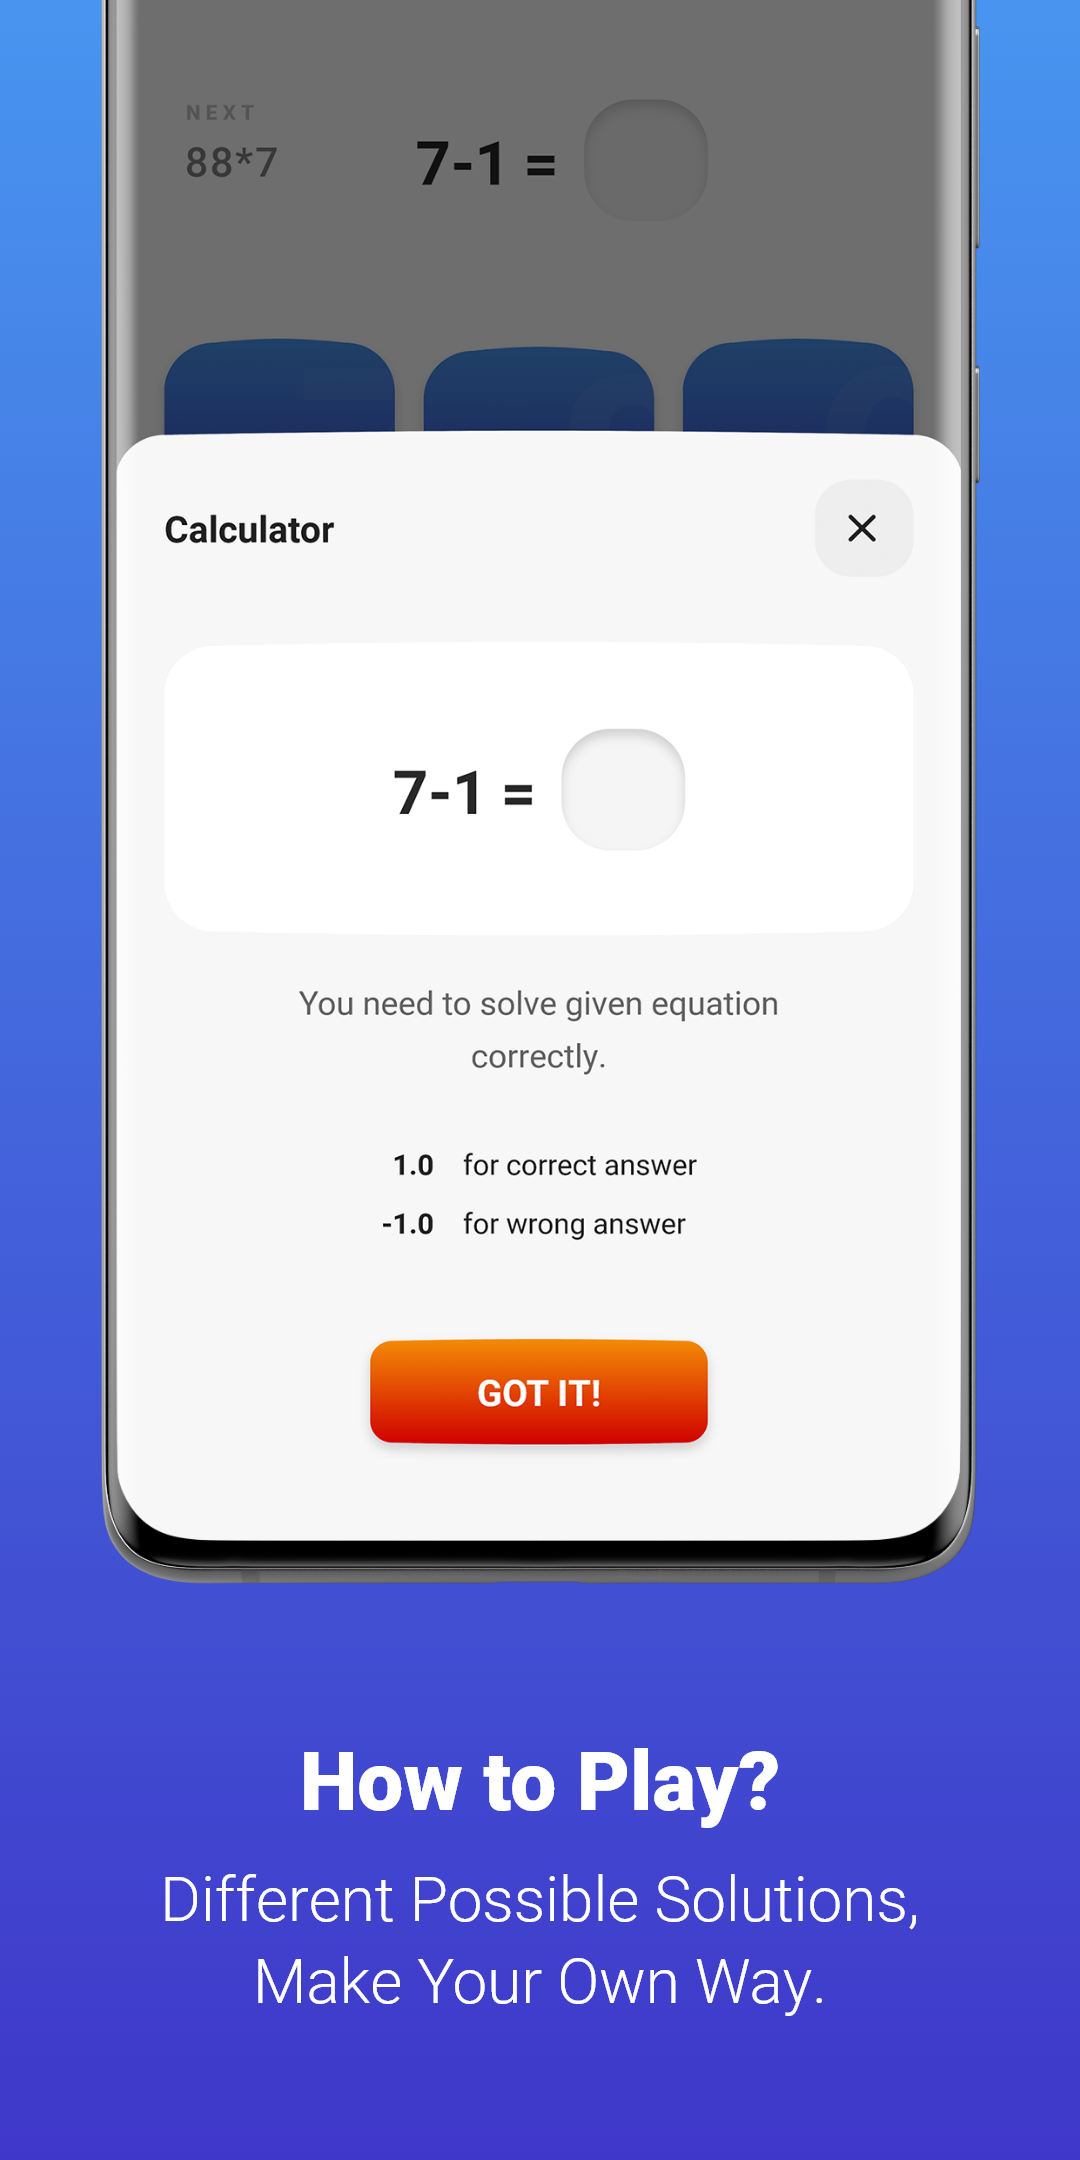 NEXT
88*7
7-1 =
Calculator
7-1 =
You need to solve given equation
correctly.
1.0 for correct answer
-1.0 for wrong answer
GOT IT!
How to Play?
Different Possible Solutions,
Make Your Own Way.